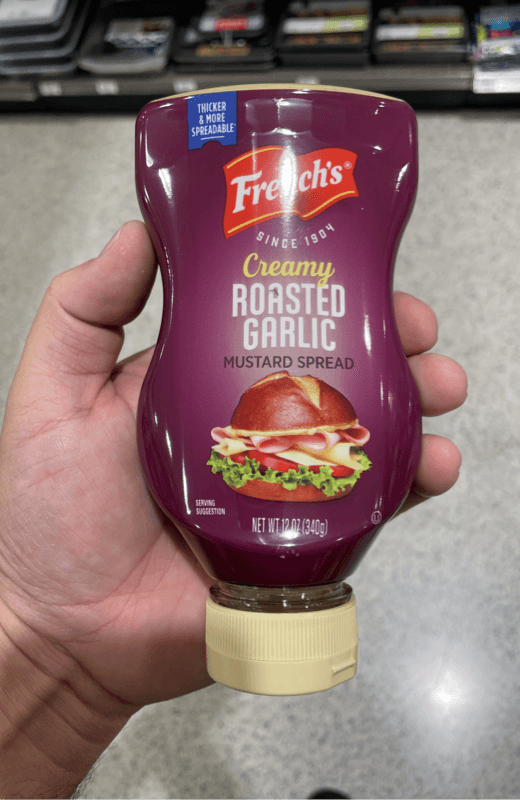 THICKER
& MORE
SPREADABLE*
French's®
SINCE 1904
Creamy
ROASTED
GARLIC
MUSTARD SPREAD
SERVING
SUGGESTION
NET WT 12 OZ (340g)